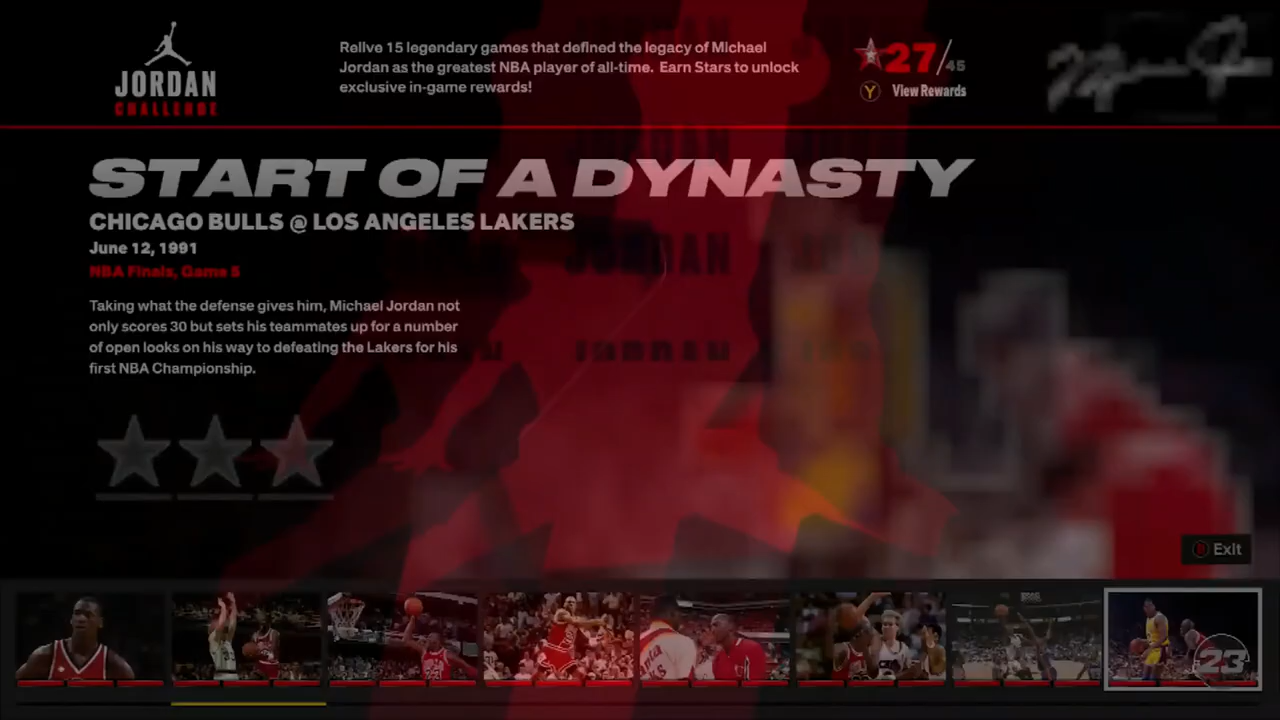 JORDAN
CHALLENGE
Relive 15 legendary games that defined the legacy of Michael
Jordan as the greatest NBA player of all-time. Earn Stars to unlock
exclusive in-game rewards!
27/45
Y View Rewards
START OF A DYNASTY
CHICAGO BULLS @ LOS ANGELES LAKERS
June 12, 1991
NBA Finals, Game 5
Taking what the defense gives him, Michael Jordan not
only scores 30 but sets his teammates up for a number
of open looks on his way to defeating the Lakers for his
first NBA Championship.
JORDAN
JORDAN
Exit
23